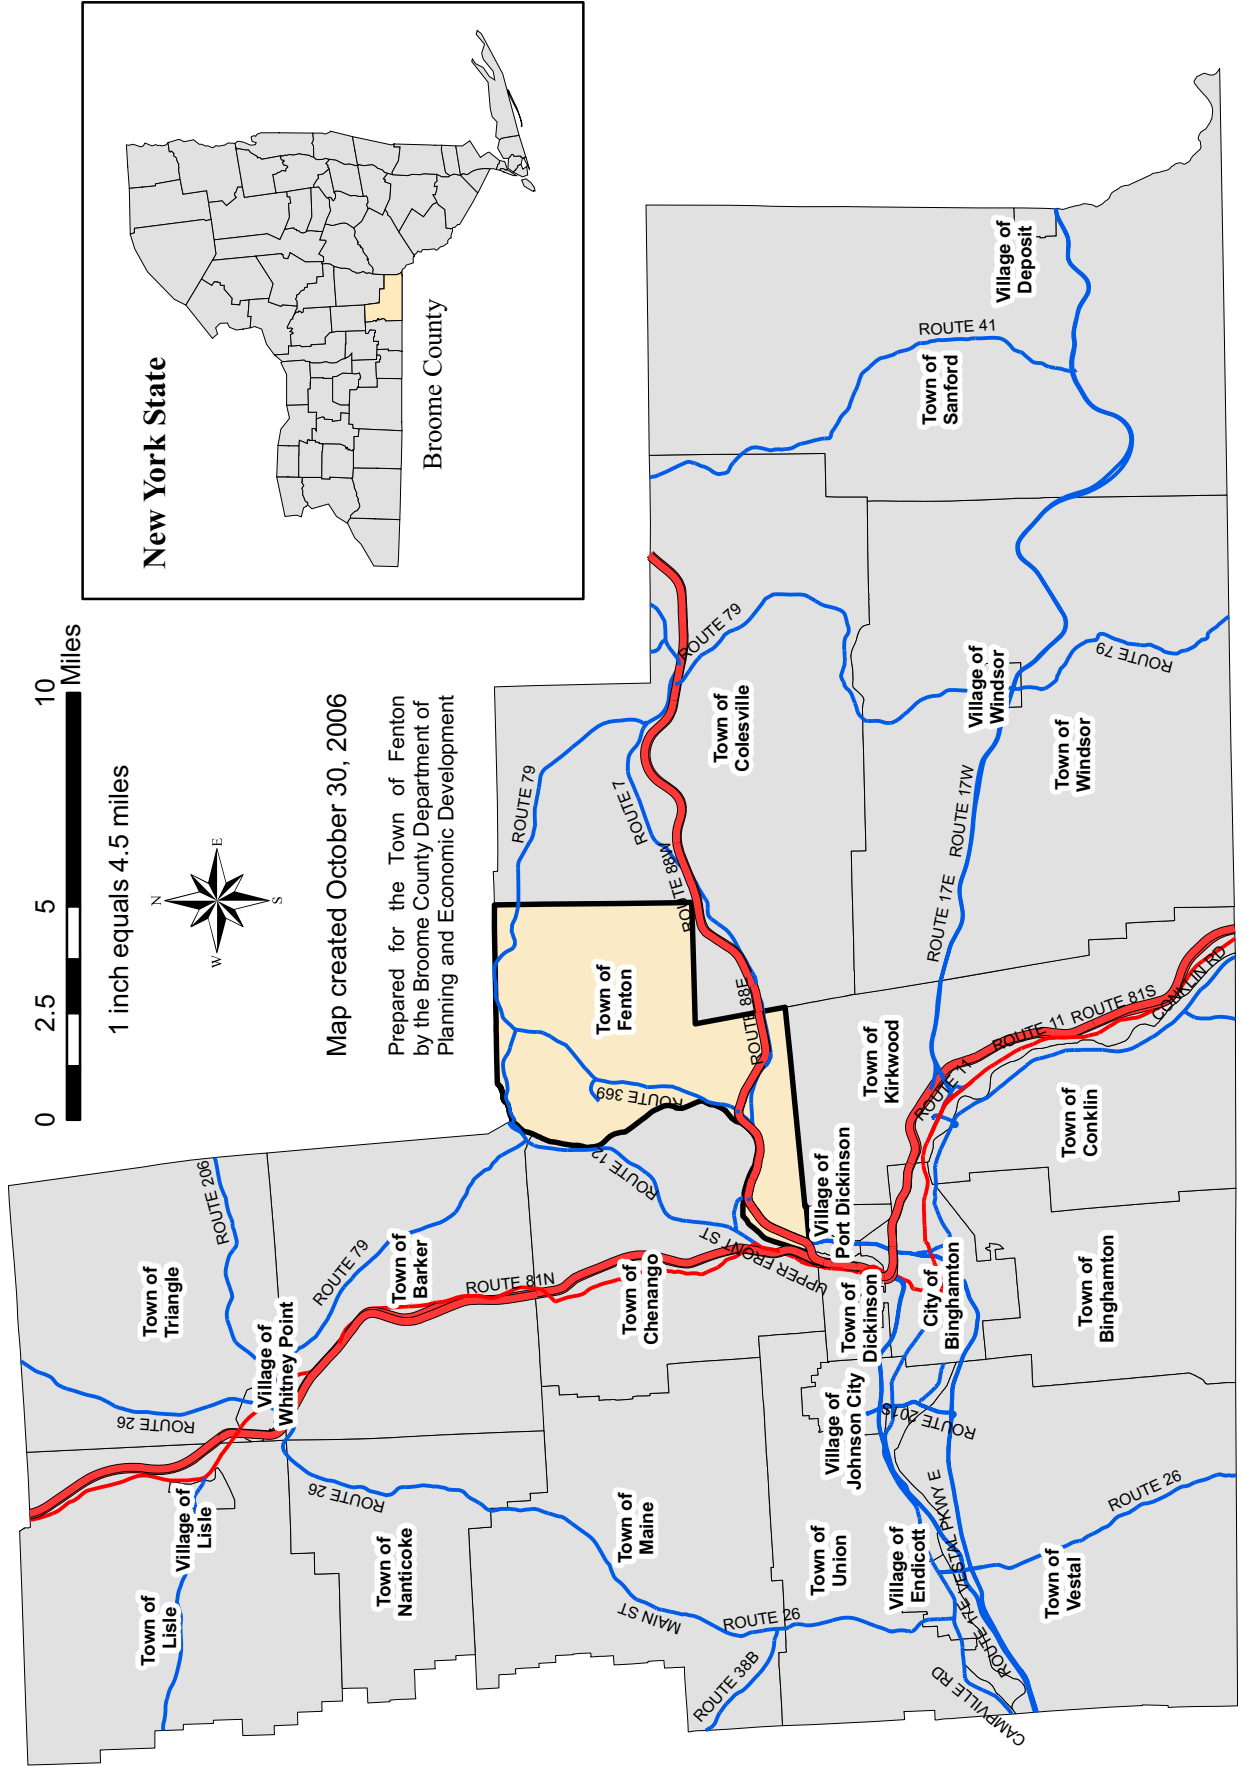 New York State
Broome County
0
2.5
5
10
Miles
1 inch equals 4.5 miles
N
W
E
S
Map created October 30, 2006
Prepared for the Town of Fenton
by the Broome County Department of
Planning and Economic Development
Town of
Lisle
Village of
Lisle
ROUTE 26
Town of
Triangle
ROUTE 206
Village of
Whitney Point
ROUTE 79
Town of
Barker
ROUTE 26
Town of
Nanticoke
ROUTE 81N
Town of
Maine
MAIN ST
ROUTE 26
ROUTE 38B
Town of
Chenango
ROUTE 12
UPPER FRONT ST
ROUTE 369
Town of
Fenton
ROUTE 79
ROUTE 7
ROUTE 88W
ROUTE 88E
Town of
Colesville
ROUTE 79
ROUTE 41
Town of
Sanford
Village of
Deposit
Town of
Union
Village of
Johnson City
Town of
Dickinson
Village of
Port Dickinson
Town of
Kirkwood
ROUTE 17E
ROUTE 17W
Village of
Windsor
Town of
Windsor
ROUTE 79
Village of
Endicott
ROUTE 201S
City of
Binghamton
ROUTE 11
ROUTE 11
ROUTE 81S
CONKLIN RD
Town of
Conklin
Town of
Binghamton
CAMPVILLE RD
ROUTE 17E
VESTAL PKWY E
Town of
Vestal
ROUTE 26